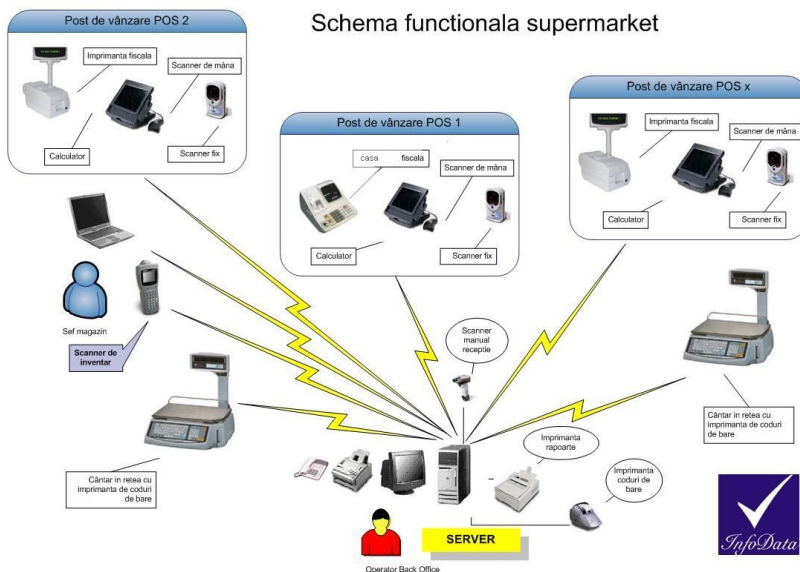 Schema functionala supermarket
Post de vânzare POS 2
Imprimanta fiscala
Scanner de mâna
Calculator
Scanner fix
Post de vânzare POS 1
casa fiscala
Scanner de mâna
Calculator
Scanner fix
Post de vânzare POS x
Imprimanta fiscala
Scanner de mâna
Calculator
Scanner fix
Sef magazin
Scanner de
inventar
Scanner
manual
receptie
Cântar in retea cu
imprimanta de coduri
de bare
Cântar in retea cu
imprimanta de coduri
de bare
Imprimanta
rapoarte
Imprimanta
coduri de
bare
SERVER
Operator Back Office
InfoData